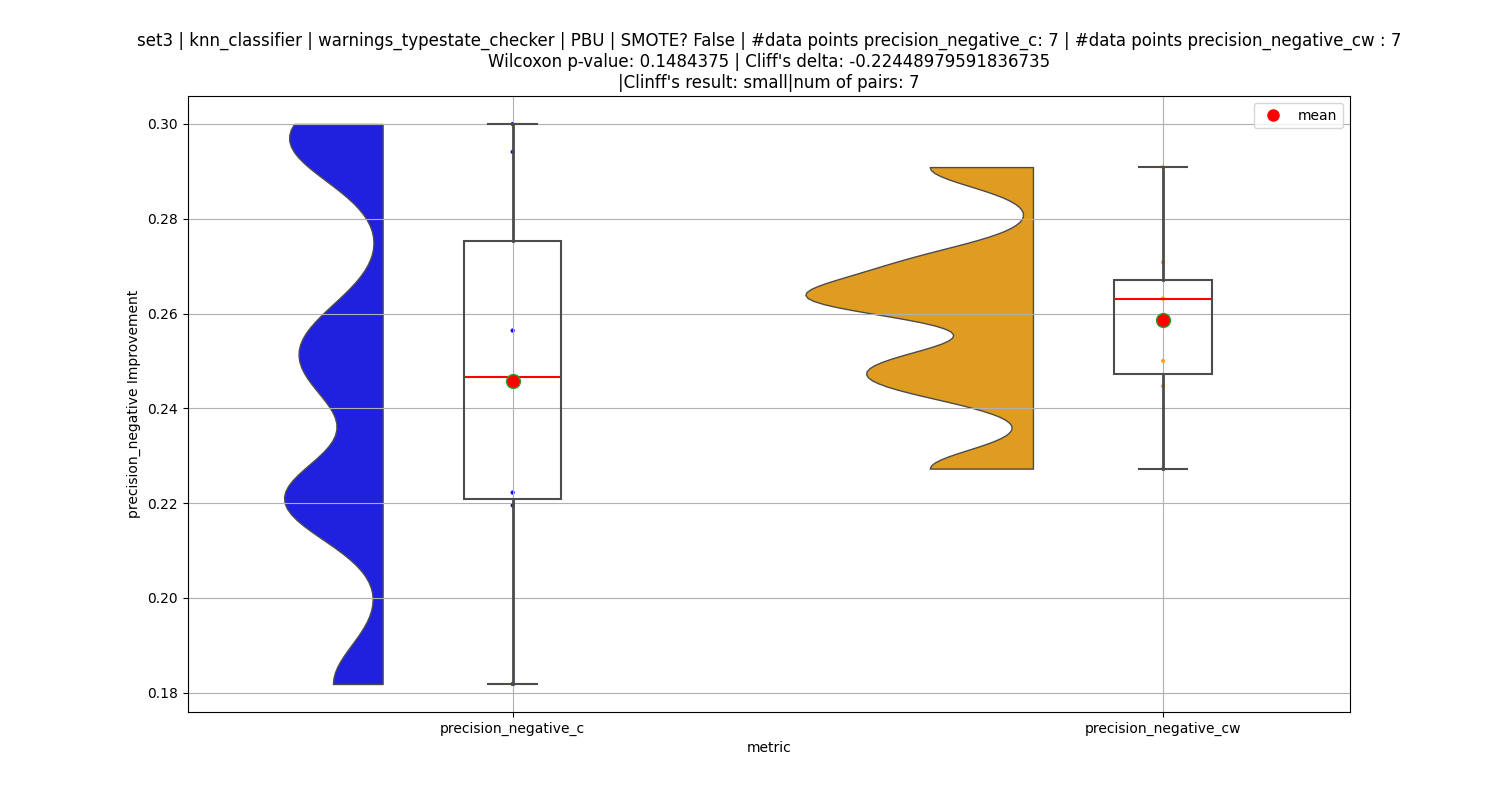 set3 | knn_classifier | warnings_typestate_checker | PBU | SMOTE? False | #data points precision_negative_c: 7 | #data points precision_negative_cw : 7
Wilcoxon p-value: 0.1484375 | Cliff's delta: -0.22448979591836735
|Clinff's result: small|num of pairs: 7
mean
0.30
0.28
0.26
0.24
0.22
0.20
0.18
precision_negative Improvement
precision_negative_c
precision_negative_cw
metric